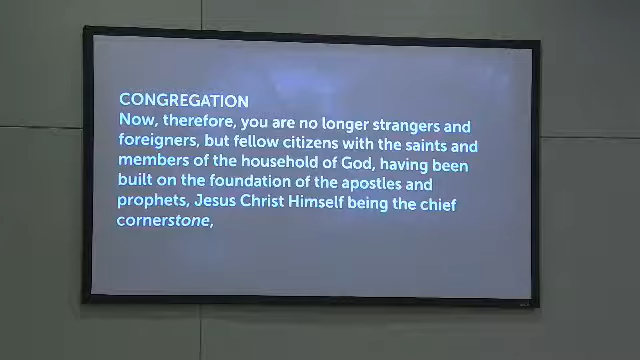 CONGREGATION
Now, therefore, you are no longer strangers and
foreigners, but fellow citizens with the saints and
members of the household of God, having been
built on the foundation of the apostles and
prophets, Jesus Christ Himself being the chief
cornerstone,